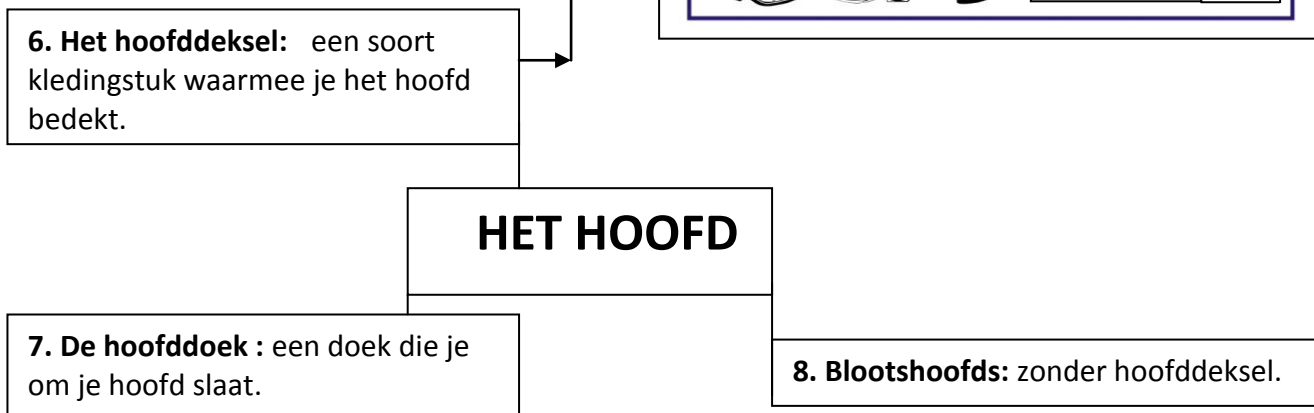 6. Het hoofddeksel: een soort
kledingstuk waarmee je het hoofd
bedekt.
HET HOOFD
7. De hoofddoek : een doek die je
om je hoofd slaat.
8. Blootshoofds: zonder hoofddeksel.